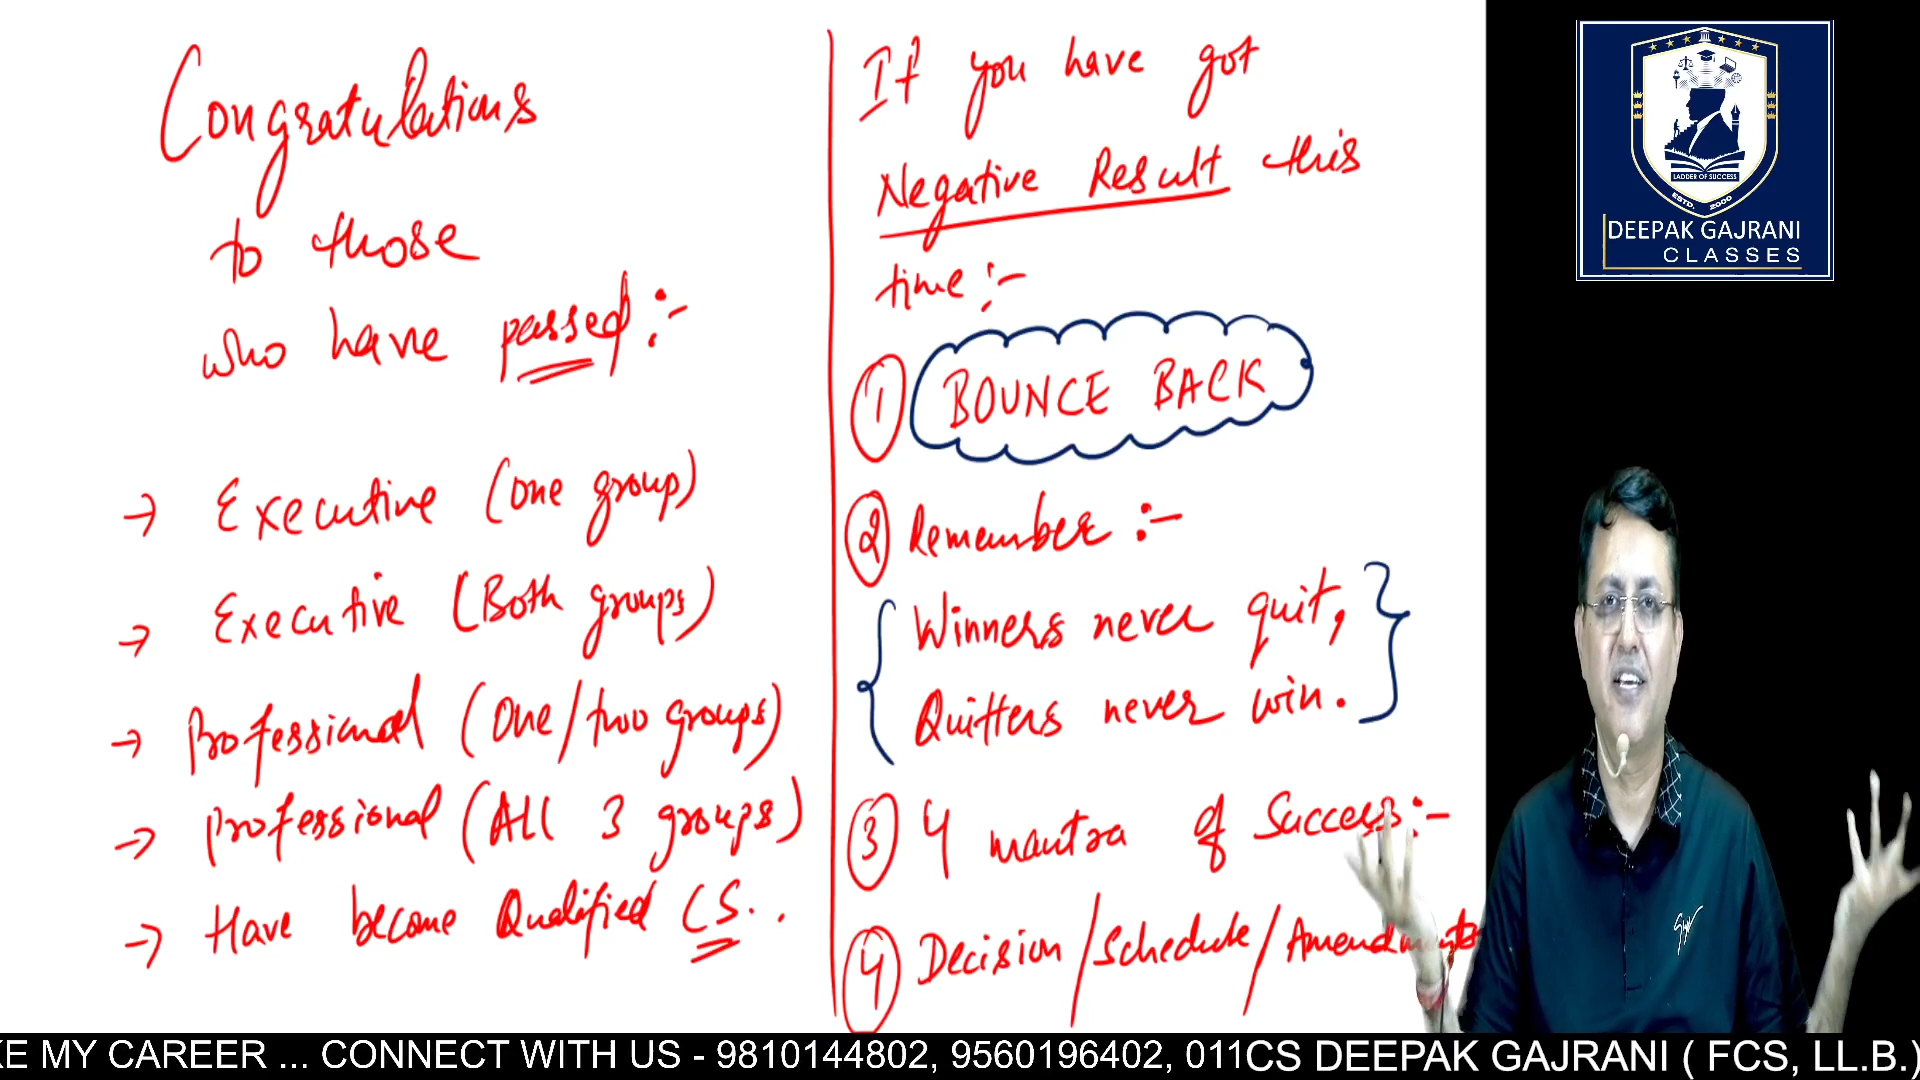 Congratulations
to those
who have passed:-
→ Executive (one group)
→ Executive (Both groups)
→ Professional (One/two groups)
→ Professional (All 3 groups)
→ Have become Qualified CS..
If you have got
Negative Result this
time:-
① BOUNCE BACK
② Remember:-
{ Winners never quit, }
Quitters never win.
③ 4 mantra of Success:-
④ Decision/Schedule/Amendments
LADDER OF SUCCESS
ESTD. 2000
DEEPAK GAJRANI
CLASSES
KE MY CAREER ... CONNECT WITH US - 9810144802, 9560196402, 011CS DEEPAK GAJRANI ( FCS, LL.B.)